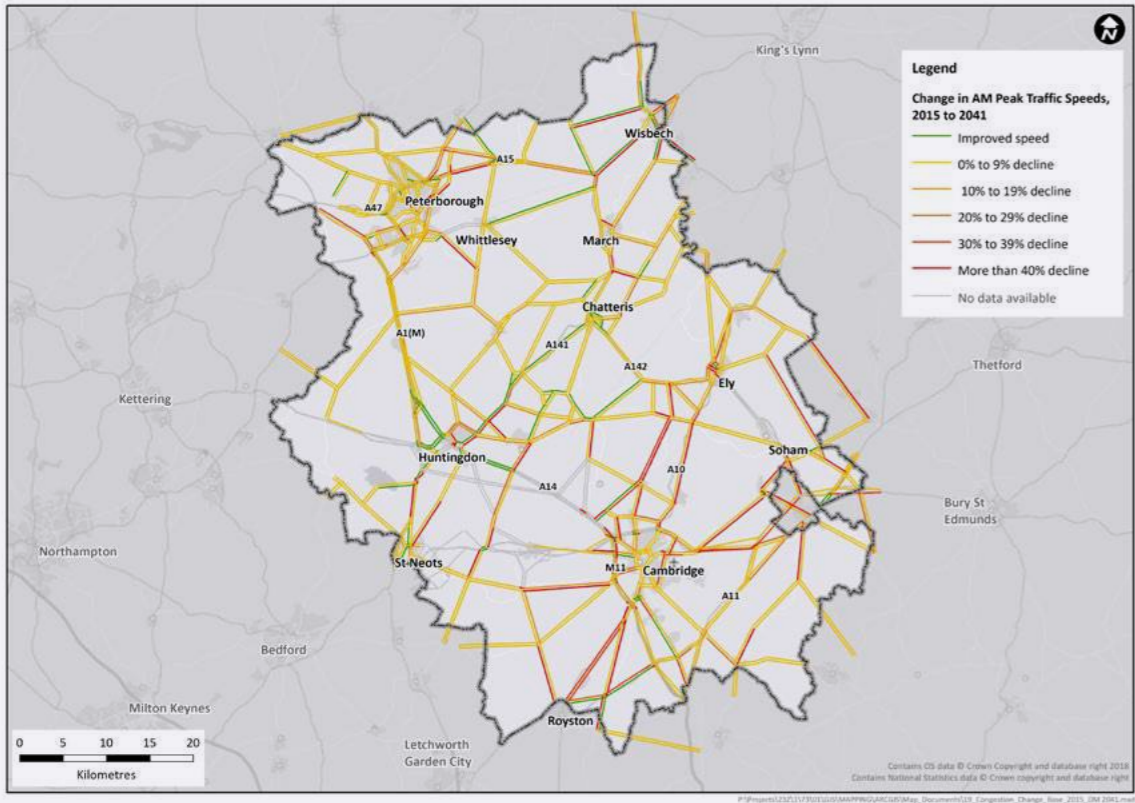 N
King's Lynn
Legend
Change in AM Peak Traffic Speeds,
2015 to 2041
Improved speed
0% to 9% decline
10% to 19% decline
20% to 29% decline
30% to 39% decline
More than 40% decline
No data available
Wisbech
A15
Peterborough
A47
Whittlesey
March
Chatteris
A1(M)
A141
A142
Thetford
Ely
Kettering
Soham
Huntingdon
A10
A14
Bury St
Edmunds
Northampton
St Neots
M11
Cambridge
A11
Bedford
Milton Keynes
Royston
Letchworth
Garden City
0 5 10 15 20
Kilometres
Contains OS data © Crown Copyright and database right 2018
Contains National Statistics data © Crown copyright and database right